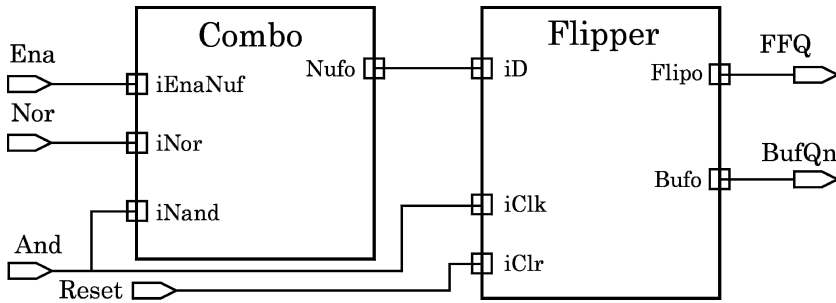 Combo
Flipper
Ena
FFQ
Nufo
iD
Flipo
iEnaNuf
Nor
iNor
BufQn
Bufo
iNand
iClk
And
iClr
Reset